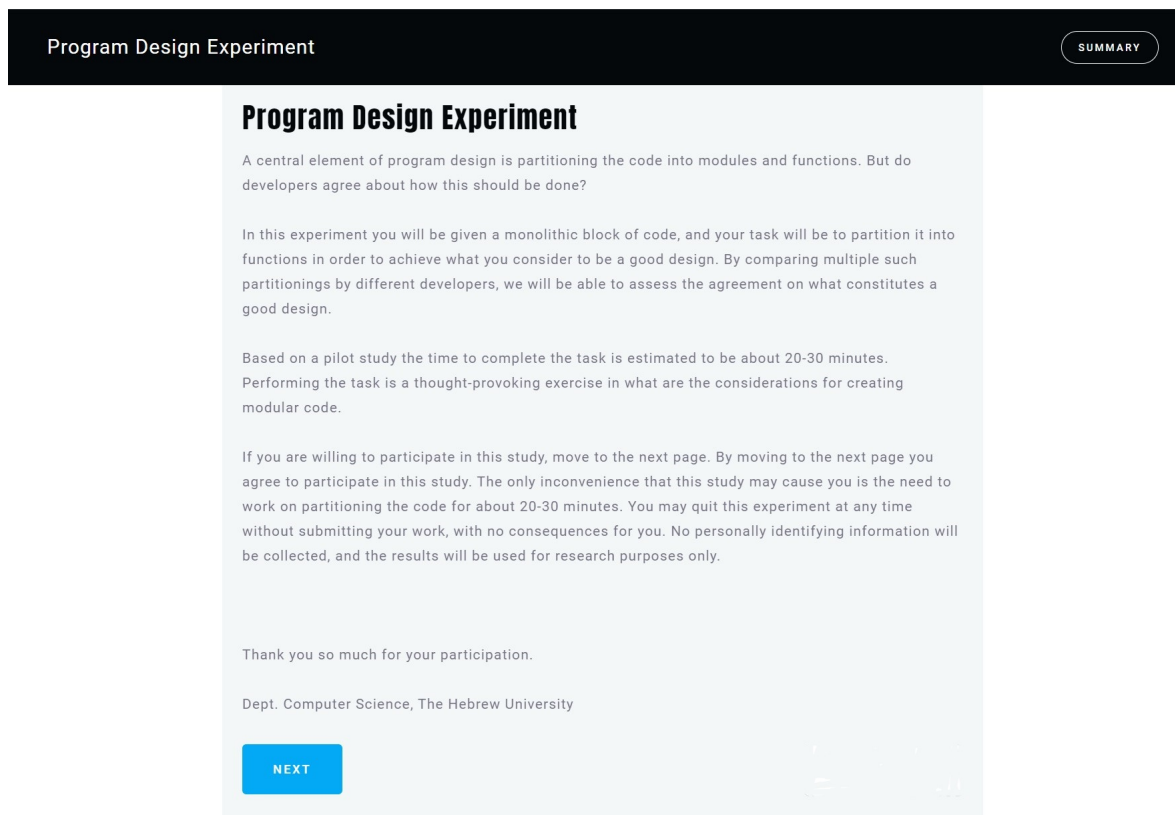 Program Design Experiment
SUMMARY
Program Design Experiment
A central element of program design is partitioning the code into modules and functions. But do
developers agree about how this should be done?
In this experiment you will be given a monolithic block of code, and your task will be to partition it into
functions in order to achieve what you consider to be a good design. By comparing multiple such
partitionings by different developers, we will be able to assess the agreement on what constitutes a
good design.
Based on a pilot study the time to complete the task is estimated to be about 20-30 minutes.
Performing the task is a thought-provoking exercise in what are the considerations for creating
modular code.
If you are willing to participate in this study, move to the next page. By moving to the next page you
agree to participate in this study. The only inconvenience that this study may cause you is the need to
work on partitioning the code for about 20-30 minutes. You may quit this experiment at any time
without submitting your work, with no consequences for you. No personally identifying information will
be collected, and the results will be used for research purposes only.
Thank you so much for your participation.
Dept. Computer Science, The Hebrew University
NEXT